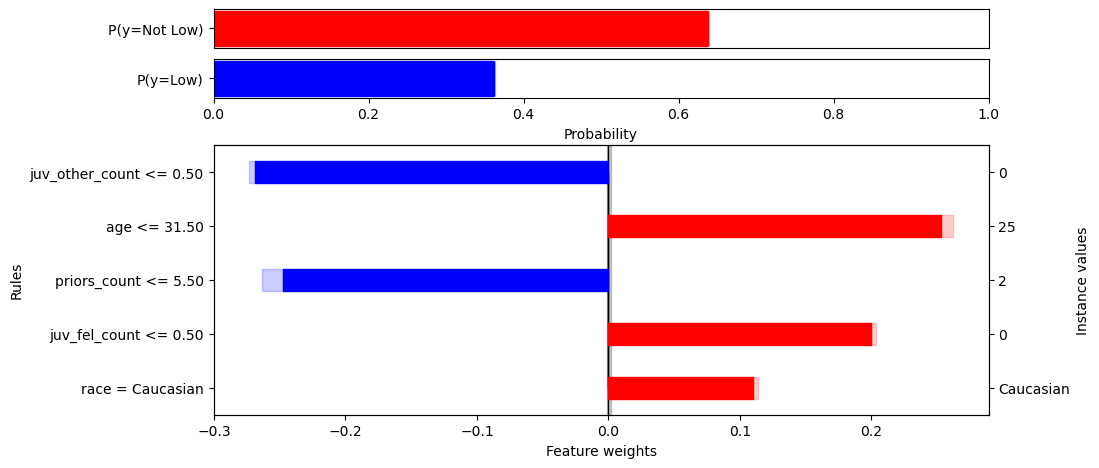 P(y=Not Low)
P(y=Low)
0.0 0.2 0.4 0.6 0.8 1.0
Probability
juv_other_count <= 0.50 0
age <= 31.50 25
priors_count <= 5.50 2
juv_fel_count <= 0.50 0
race = Caucasian Caucasian
Rules
Instance values
−0.3 −0.2 −0.1 0.0 0.1 0.2
Feature weights